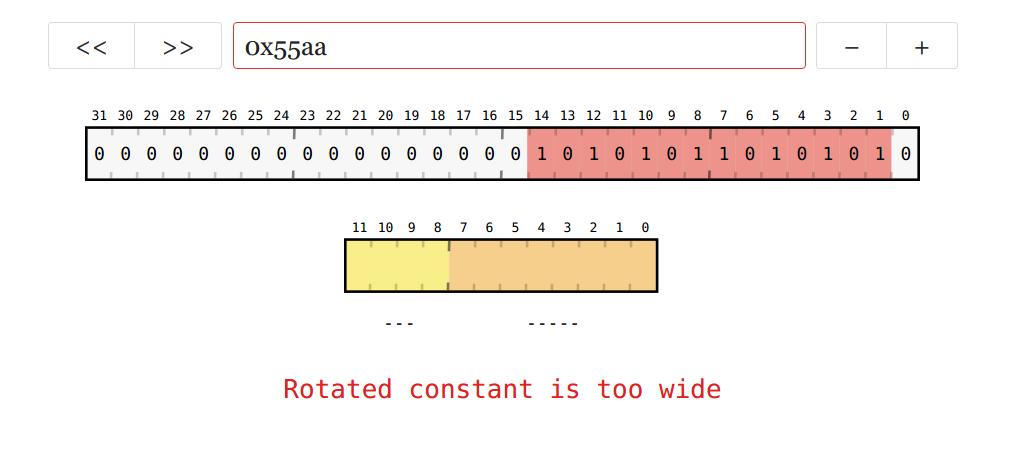 << >> 0x55aa − +
31 30 29 28 27 26 25 24 23 22 21 20 19 18 17 16 15 14 13 12 11 10 9 8 7 6 5 4 3 2 1 0
0 0 0 0 0 0 0 0 0 0 0 0 0 0 0 0 0 1 0 1 0 1 0 1 1 0 1 0 1 0 1 0
11 10 9 8 7 6 5 4 3 2 1 0
--- -----
Rotated constant is too wide